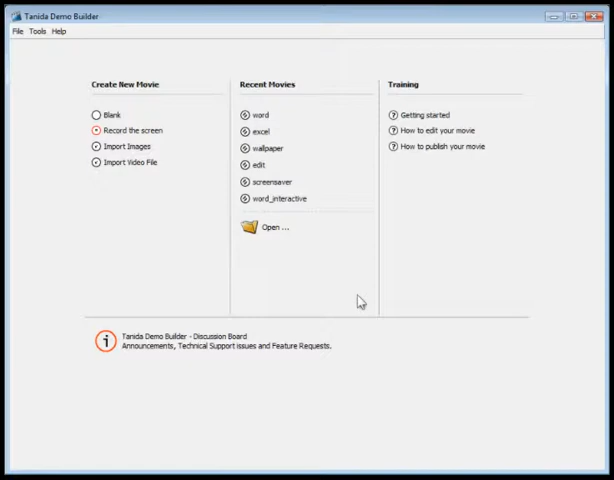 Tanida Demo Builder
File Tools Help
Create New Movie
Blank
Record the screen
Import Images
Import Video File
Recent Movies
word
excel
wallpaper
edit
screensaver
word_interactive
Open ...
Training
Getting started
How to edit your movie
How to publish your movie
Tanida Demo Builder - Discussion Board
Announcements, Technical Support issues and Feature Requests.